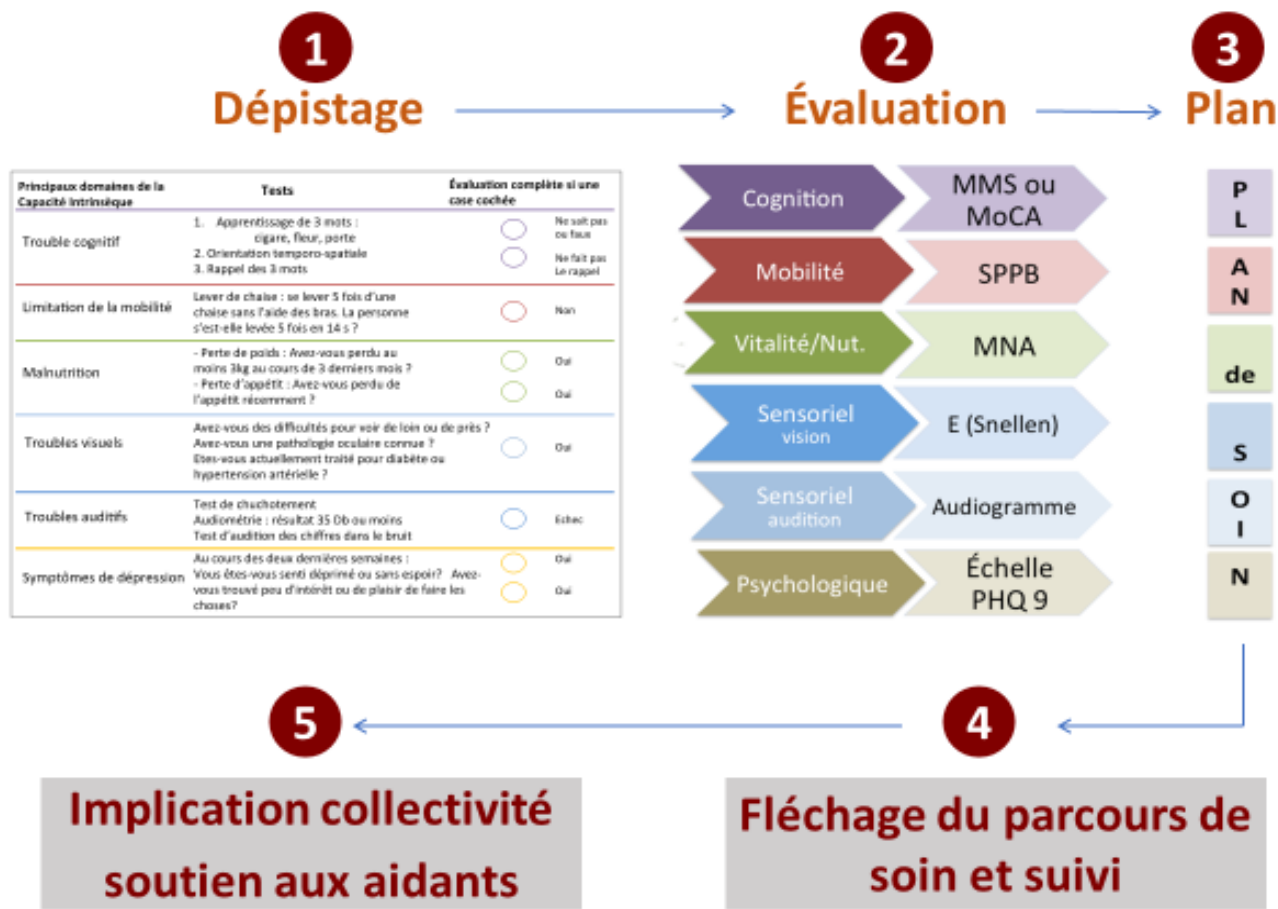 1
Dépistage
2
Évaluation
3
Plan
Principaux domaines de la
Capacité intrinsèque
Tests
Évaluation complète si une
case cochée
Trouble cognitif
1. Apprentissage de 3 mots :
cigare, fleur, porte
2. Orientation temporo-spatiale
3. Rappel des 3 mots
Ne sait pas
ou faux
Ne fait pas
Le rappel
Limitation de la mobilité
Lever de chaise : se lever 5 fois d'une
chaise sans l'aide des bras. La personne
s'est-elle levée 5 fois en 14 s ?
Non
Malnutrition
- Perte de poids : Avez-vous perdu au
moins 3kg au cours de 3 derniers mois ?
- Perte d'appétit : Avez-vous perdu de
l'appétit récemment ?
Oui
Oui
Troubles visuels
Avez-vous des difficultés pour voir de loin ou de près ?
Avez-vous une pathologie oculaire connue ?
Etes-vous actuellement traité pour diabète ou
hypertension artérielle ?
Oui
Troubles auditifs
Test de chuchotement
Audiométrie : résultat 35 Db ou moins
Test d'audition des chiffres dans le bruit
Echec
Symptômes de dépression
Au cours des deux dernières semaines :
Vous êtes-vous senti déprimé ou sans espoir? Avez-
vous trouvé peu d'intérêt ou de plaisir de faire les
choses?
Oui
Oui
Cognition
MMS ou
MoCA
Mobilité
SPPB
Vitalité/Nut.
MNA
Sensoriel
vision
E (Snellen)
Sensoriel
audition
Audiogramme
Psychologique
Échelle
PHQ 9
P
L
A
N
de
S
O
I
N
5
Implication collectivité
soutien aux aidants
4
Fléchage du parcours de
soin et suivi